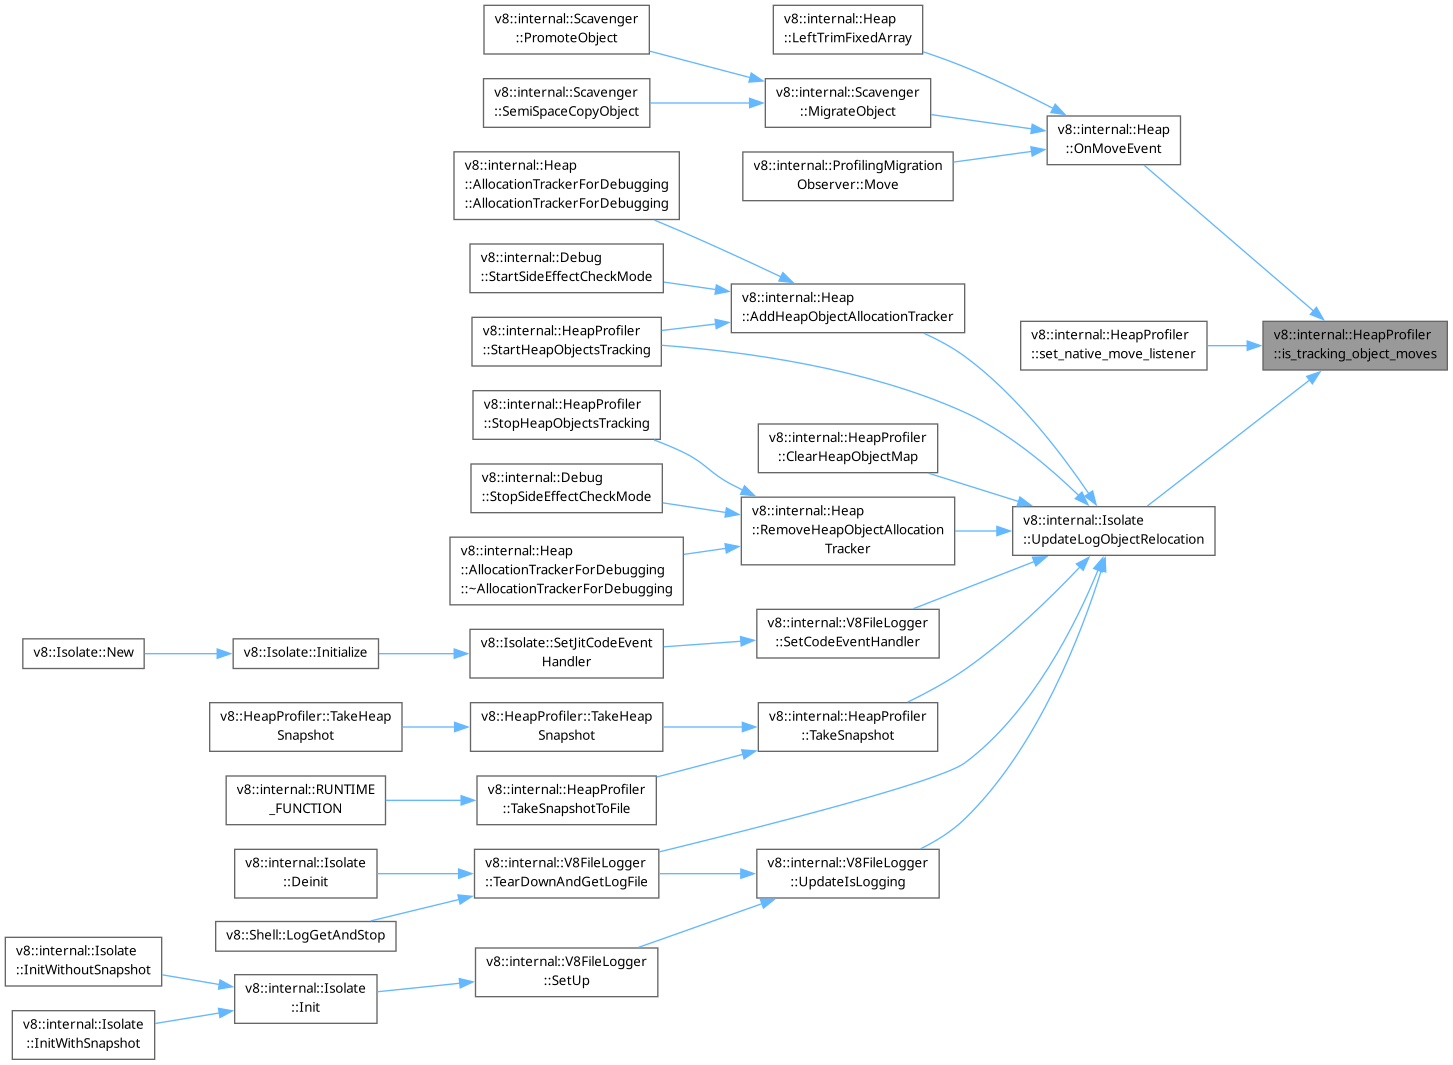 v8::internal::Scavenger
::PromoteObject
v8::internal::Heap
::LeftTrimFixedArray
v8::internal::Scavenger
::SemiSpaceCopyObject
v8::internal::Scavenger
::MigrateObject
v8::internal::Heap
::OnMoveEvent
v8::internal::ProfilingMigration
Observer::Move
v8::internal::Heap
::AllocationTrackerForDebugging
::AllocationTrackerForDebugging
v8::internal::Debug
::StartSideEffectCheckMode
v8::internal::Heap
::AddHeapObjectAllocationTracker
v8::internal::HeapProfiler
::StartHeapObjectsTracking
v8::internal::HeapProfiler
::set_native_move_listener
v8::internal::HeapProfiler
::is_tracking_object_moves
v8::internal::HeapProfiler
::StopHeapObjectsTracking
v8::internal::HeapProfiler
::ClearHeapObjectMap
v8::internal::Debug
::StopSideEffectCheckMode
v8::internal::Heap
::RemoveHeapObjectAllocation
Tracker
v8::internal::Isolate
::UpdateLogObjectRelocation
v8::internal::Heap
::AllocationTrackerForDebugging
::~AllocationTrackerForDebugging
v8::internal::V8FileLogger
::SetCodeEventHandler
v8::Isolate::New
v8::Isolate::Initialize
v8::Isolate::SetJitCodeEvent
Handler
v8::HeapProfiler::TakeHeap
Snapshot
v8::HeapProfiler::TakeHeap
Snapshot
v8::internal::HeapProfiler
::TakeSnapshot
v8::internal::RUNTIME
_FUNCTION
v8::internal::HeapProfiler
::TakeSnapshotToFile
v8::internal::Isolate
::Deinit
v8::internal::V8FileLogger
::TearDownAndGetLogFile
v8::internal::V8FileLogger
::UpdateIsLogging
v8::Shell::LogGetAndStop
v8::internal::Isolate
::InitWithoutSnapshot
v8::internal::V8FileLogger
::SetUp
v8::internal::Isolate
::Init
v8::internal::Isolate
::InitWithSnapshot